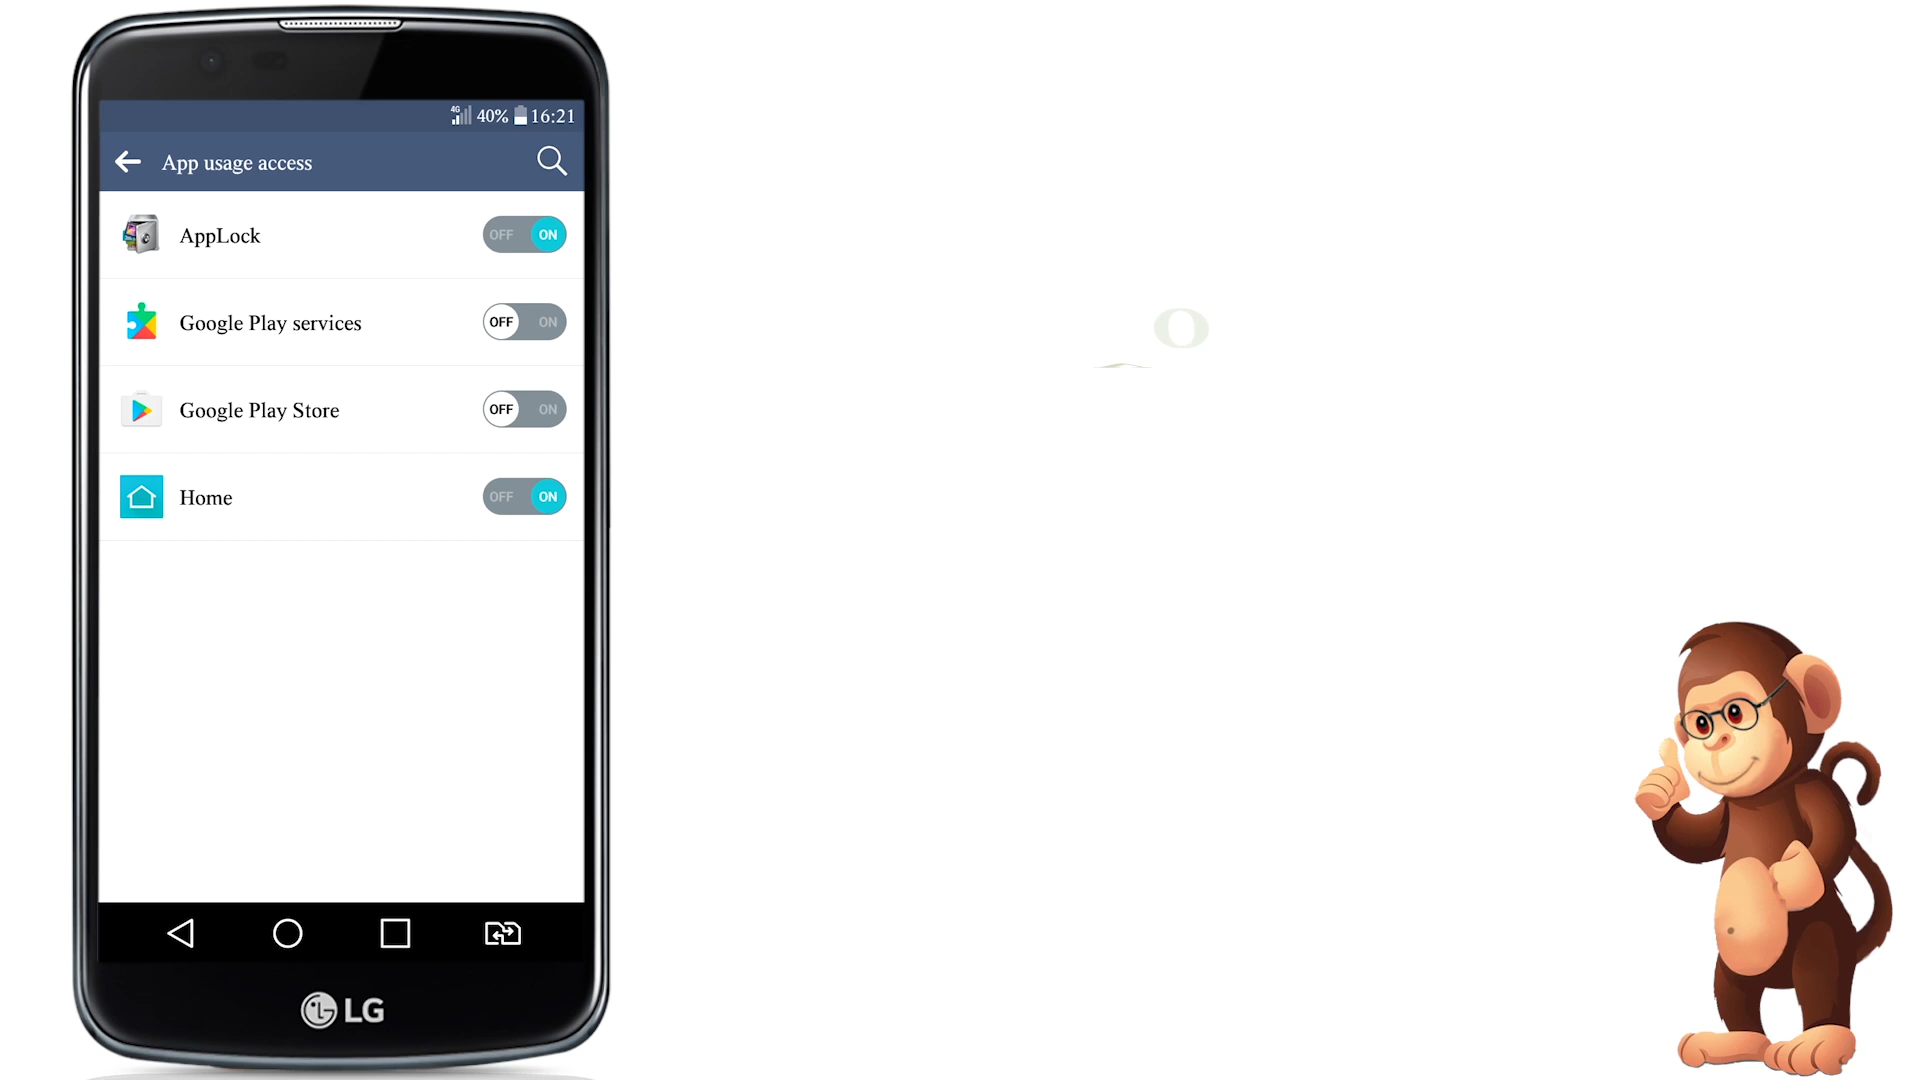 4G 40% 16:21
App usage access
AppLock OFF ON
Google Play services OFF ON
Google Play Store OFF ON
Home OFF ON
LG
o